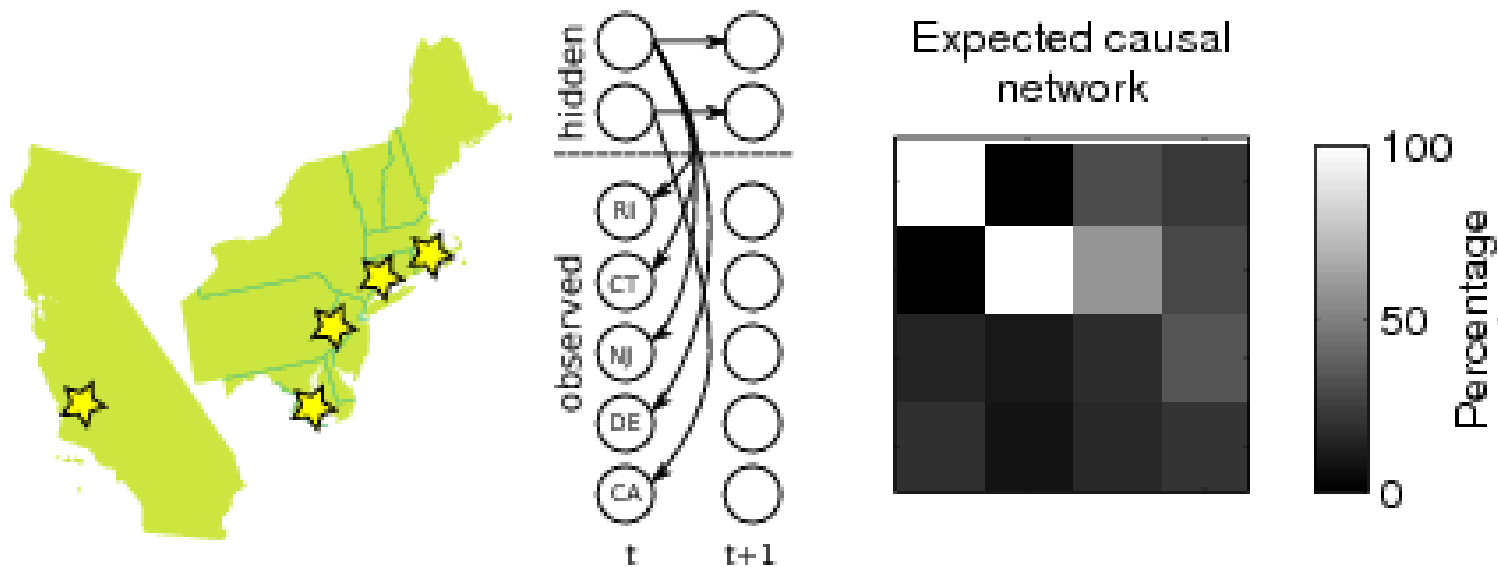 hidden
observed
RI
CT
NJ
DE
CA
t
t+1
Expected causal
network
100
50
0
Percentage